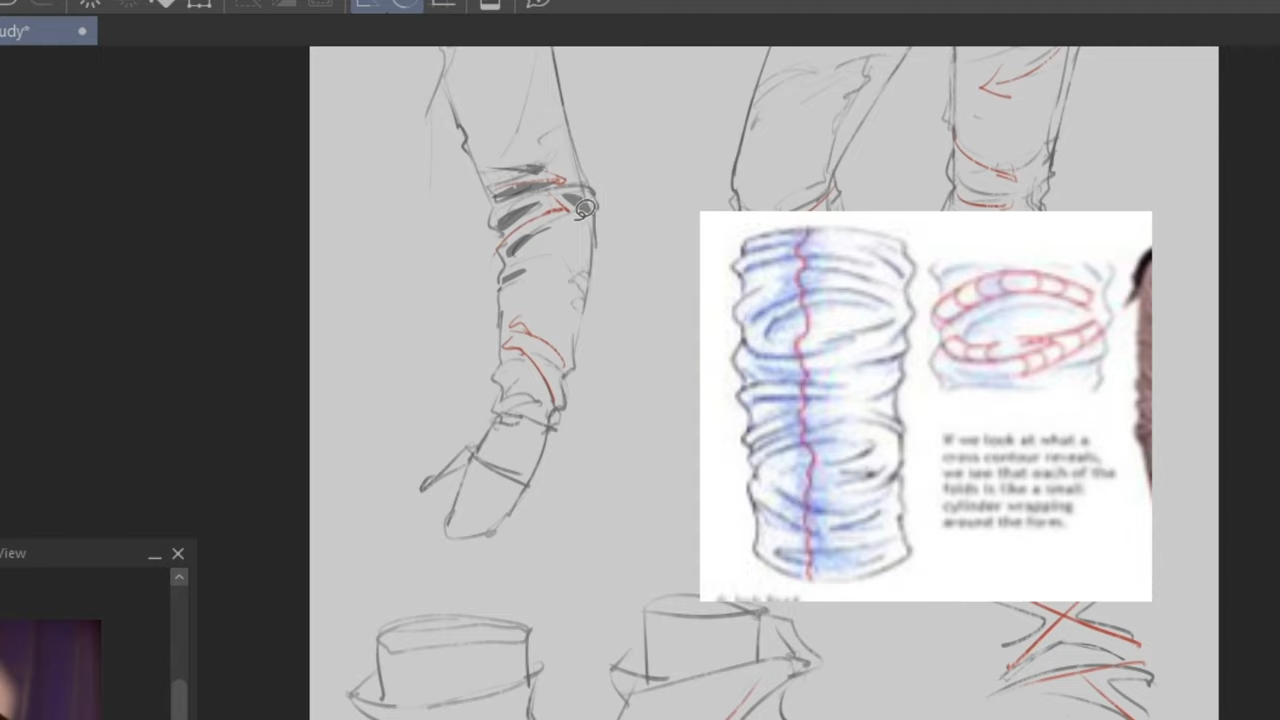 udy*
If we look at what a
cross contour reveals,
we see that each of the
folds is like a small
cylinder wrapping
around the form.
View